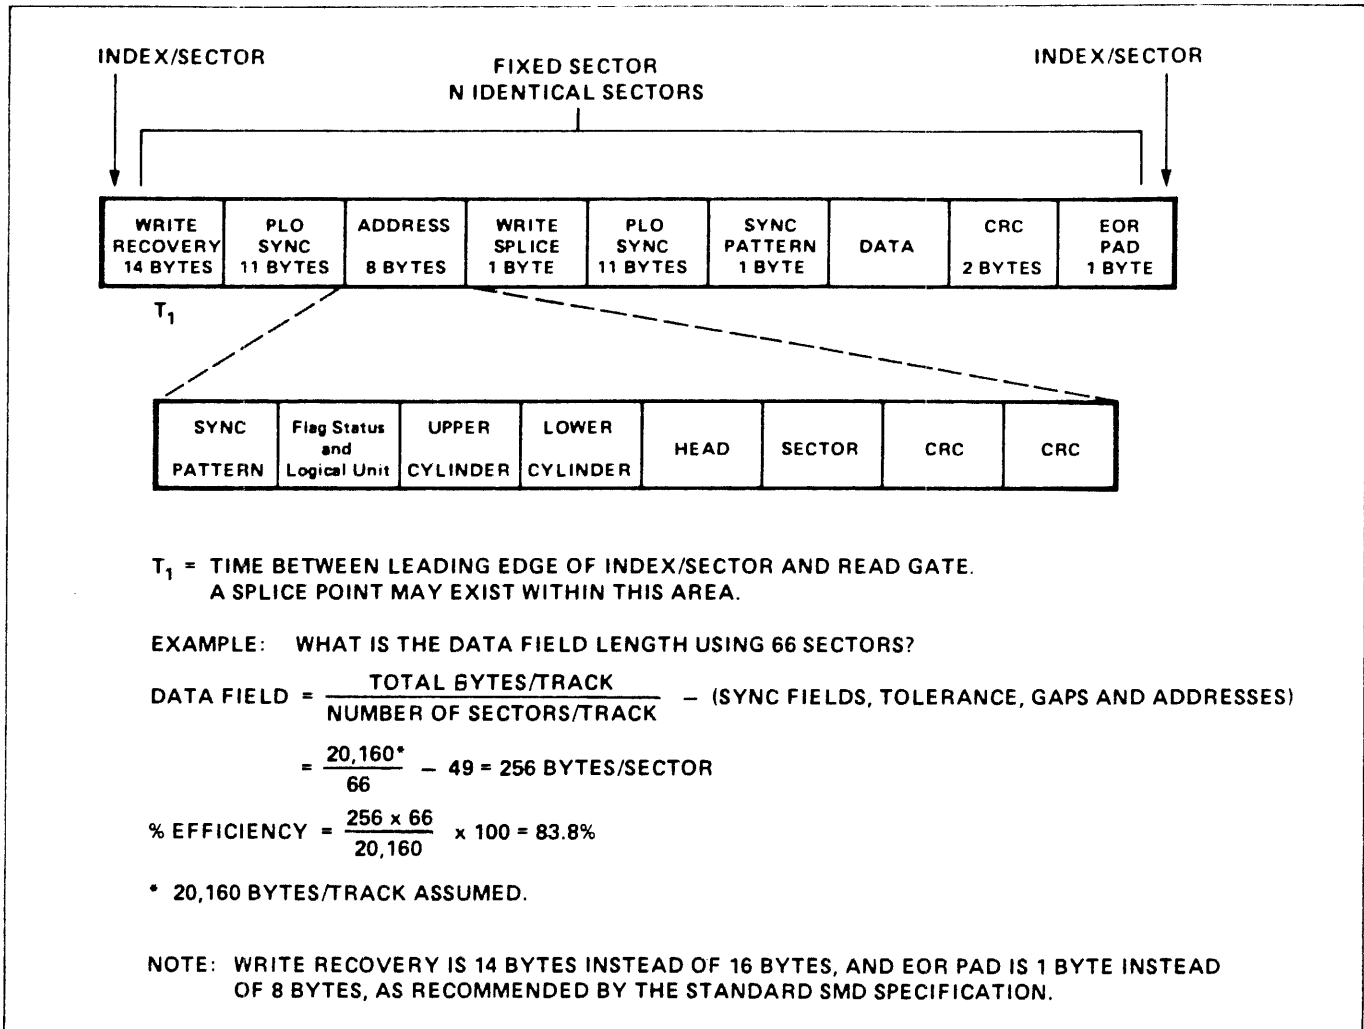 INDEX/SECTOR
INDEX/SECTOR
FIXED SECTOR
N IDENTICAL SECTORS
WRITE RECOVERY 14 BYTES
PLO SYNC 11 BYTES
ADDRESS 8 BYTES
WRITE SPLICE 1 BYTE
PLO SYNC 11 BYTES
SYNC PATTERN 1 BYTE
DATA
CRC 2 BYTES
EOR PAD 1 BYTE
T1
SYNC PATTERN
Flag Status and Logical Unit
UPPER CYLINDER
LOWER CYLINDER
HEAD
SECTOR
CRC
CRC
T1 = TIME BETWEEN LEADING EDGE OF INDEX/SECTOR AND READ GATE.
A SPLICE POINT MAY EXIST WITHIN THIS AREA.
EXAMPLE: WHAT IS THE DATA FIELD LENGTH USING 66 SECTORS?
DATA FIELD = TOTAL BYTES/TRACK / NUMBER OF SECTORS/TRACK − (SYNC FIELDS, TOLERANCE, GAPS AND ADDRESSES)
= 20,160* / 66 − 49 = 256 BYTES/SECTOR
% EFFICIENCY = 256 x 66 / 20,160 x 100 = 83.8%
* 20,160 BYTES/TRACK ASSUMED.
NOTE: WRITE RECOVERY IS 14 BYTES INSTEAD OF 16 BYTES, AND EOR PAD IS 1 BYTE INSTEAD
OF 8 BYTES, AS RECOMMENDED BY THE STANDARD SMD SPECIFICATION.